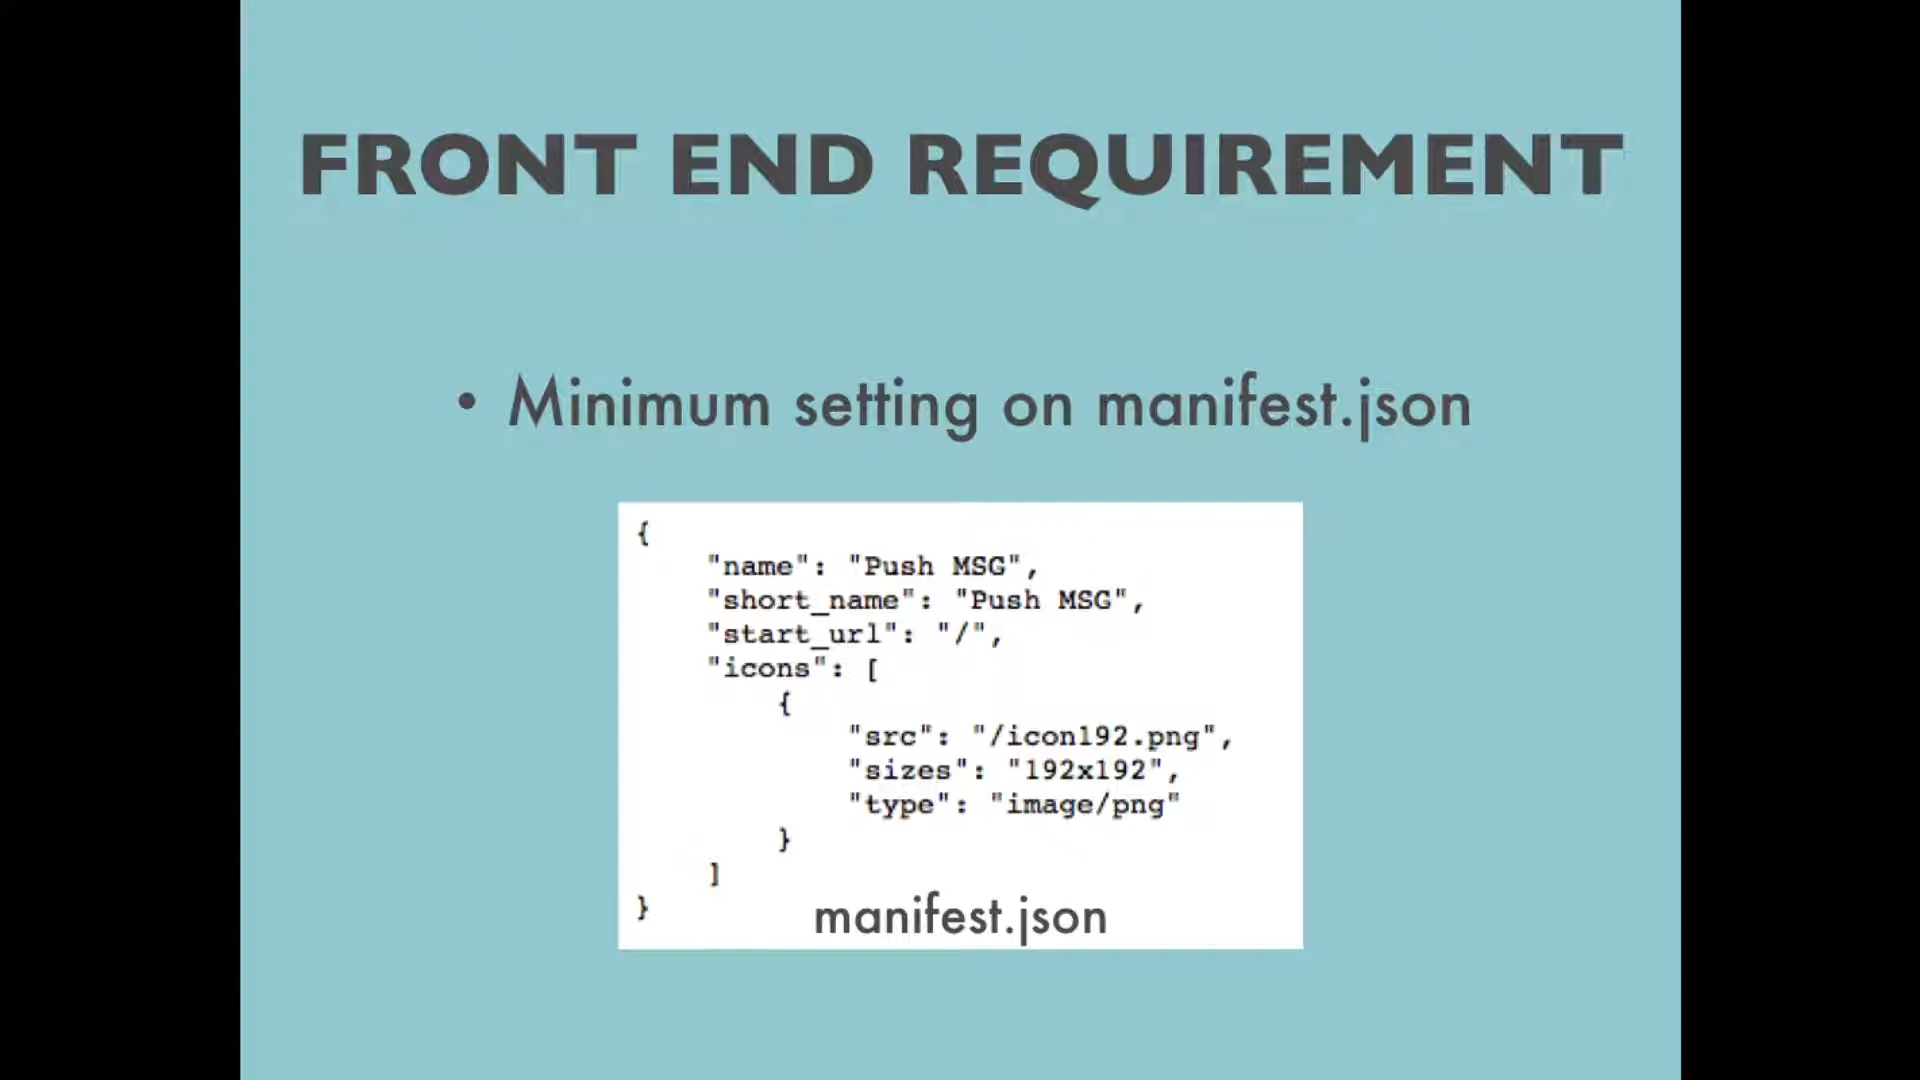 FRONT END REQUIREMENT
• Minimum setting on manifest.json
{
"name": "Push MSG",
"short_name": "Push MSG",
"start_url": "/",
"icons": [
{
"src": "/icon192.png",
"sizes": "192x192",
"type": "image/png"
}
]
}
manifest.json